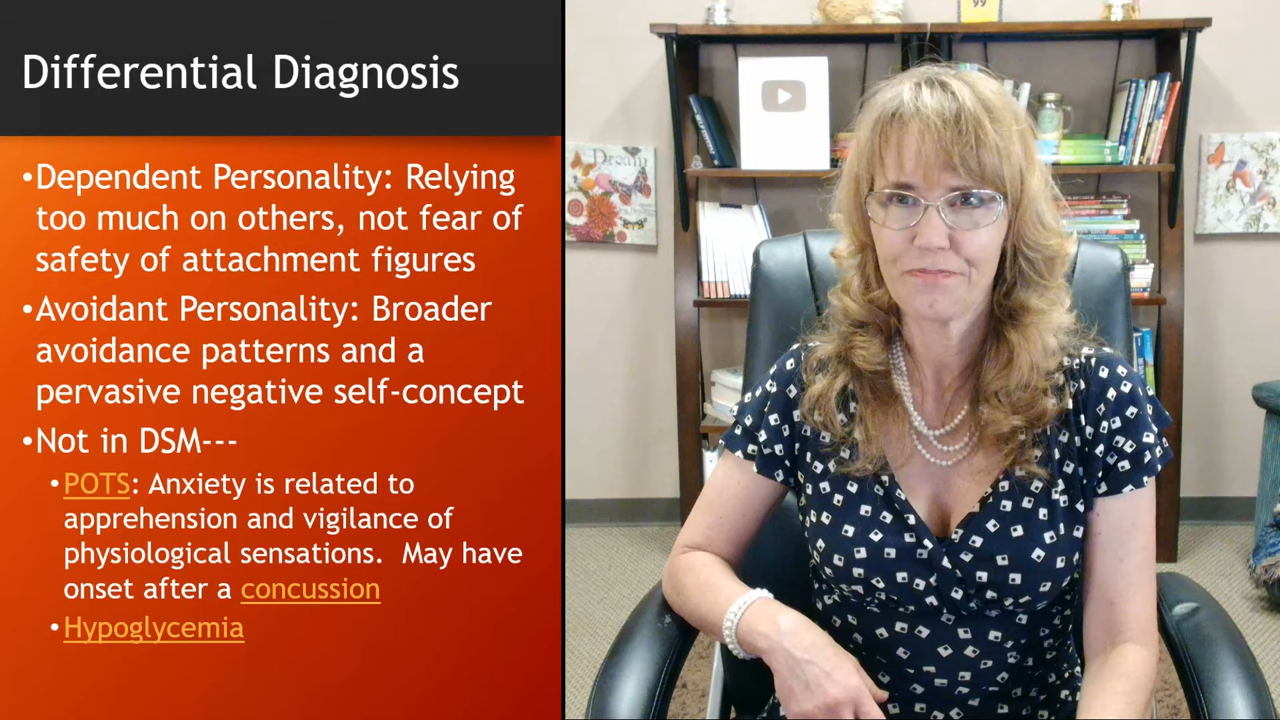 Differential Diagnosis
•Dependent Personality: Relying
too much on others, not fear of
safety of attachment figures
•Avoidant Personality: Broader
avoidance patterns and a
pervasive negative self-concept
•Not in DSM---
•POTS: Anxiety is related to
apprehension and vigilance of
physiological sensations.  May have
onset after a concussion
•Hypoglycemia
99
Dream